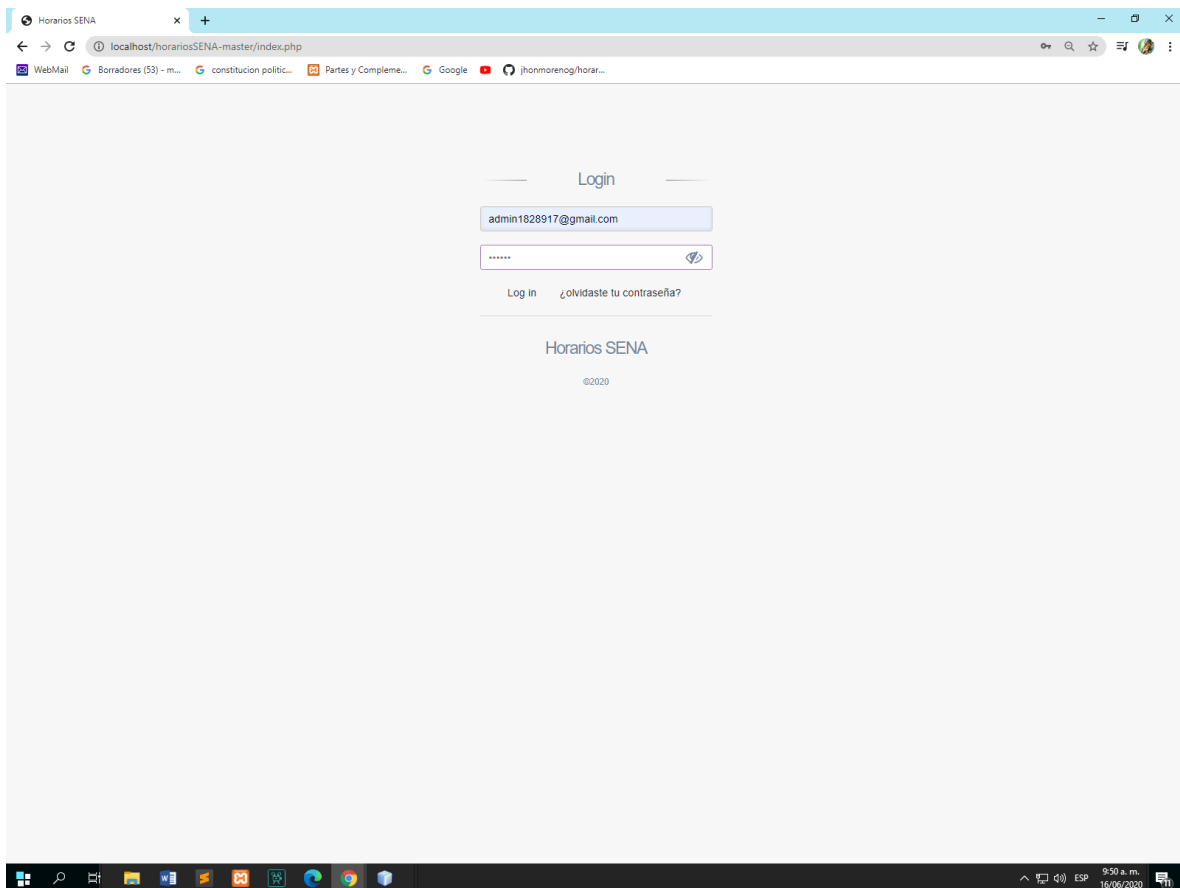 Horarios SENA
localhost/horariosSENA-master/index.php
WebMail Borradores (53) - m... constitucion politic... Partes y Compleme... Google jhonmorenog/horar...
Login
admin1828917@gmail.com
••••••
Log in ¿olvidaste tu contraseña?
Horarios SENA
©2020
ESP 9:50 a. m.
16/06/2020